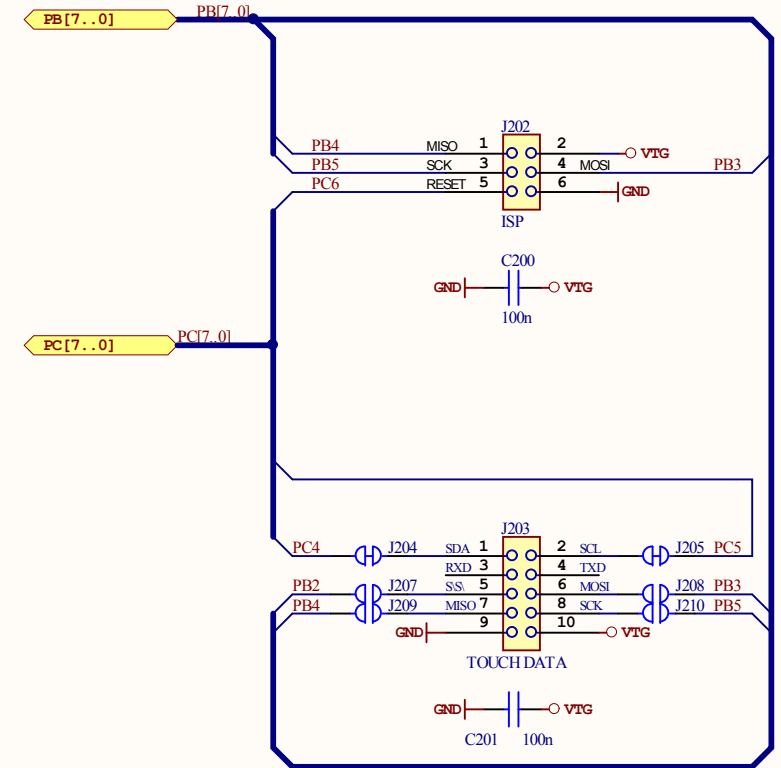 PB[7..0] PB[7..0]
J202
PB4 MISO 1 2 VTG
PB5 SCK 3 4 MOSI PB3
PC6 RESET 5 6 GND
ISP
C200
GND VTG
100n
PC[7..0] PC[7..0]
J203
PC4 J204 SDA 1 2 SCL J205 PC5
RXD 3 4 TXD
PB2 J207 S\S\ 5 6 MOSI J208 PB3
PB4 J209 MISO 7 8 SCK J210 PB5
GND 9 10 VTG
TOUCH DATA
GND VTG
C201 100n